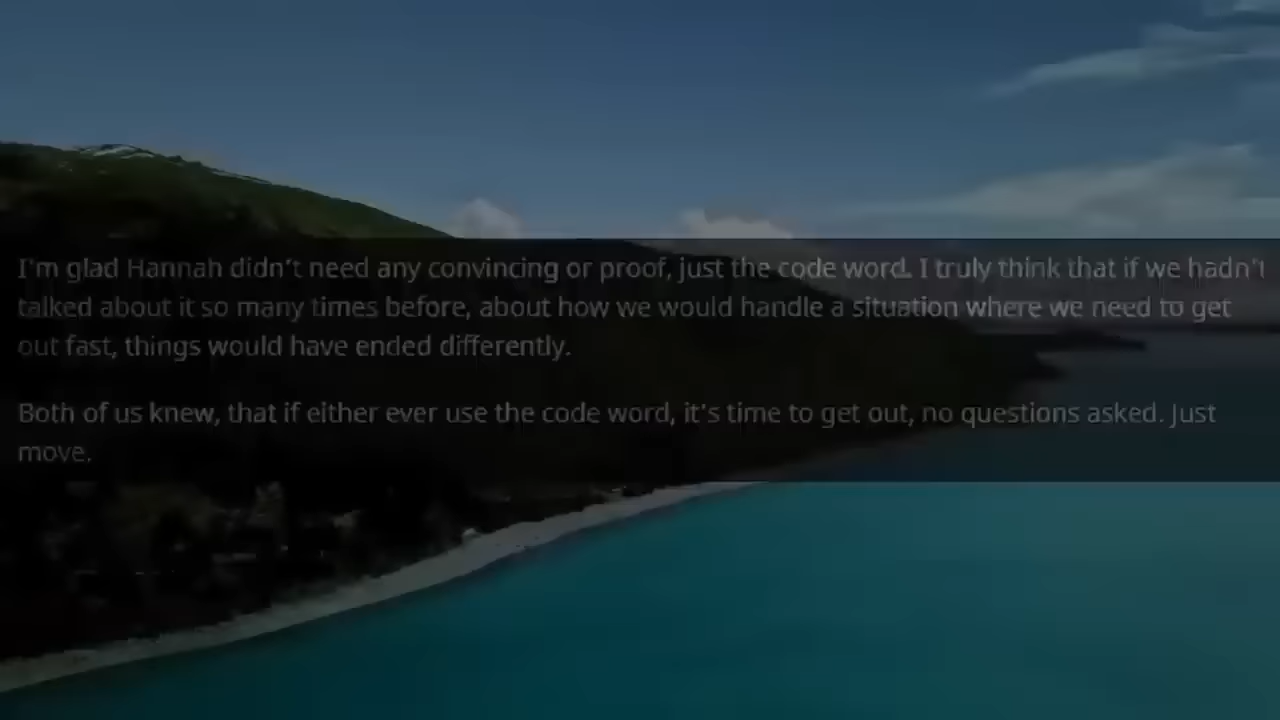 I'm glad Hannah didn’t need any convincing or proof, just the code word. I truly think that if we hadn't
talked about it so many times before, about how we would handle a situation where we need to get
out fast, things would have ended differently.
Both of us knew, that if either ever use the code word, it's time to get out, no questions asked. Just
move.